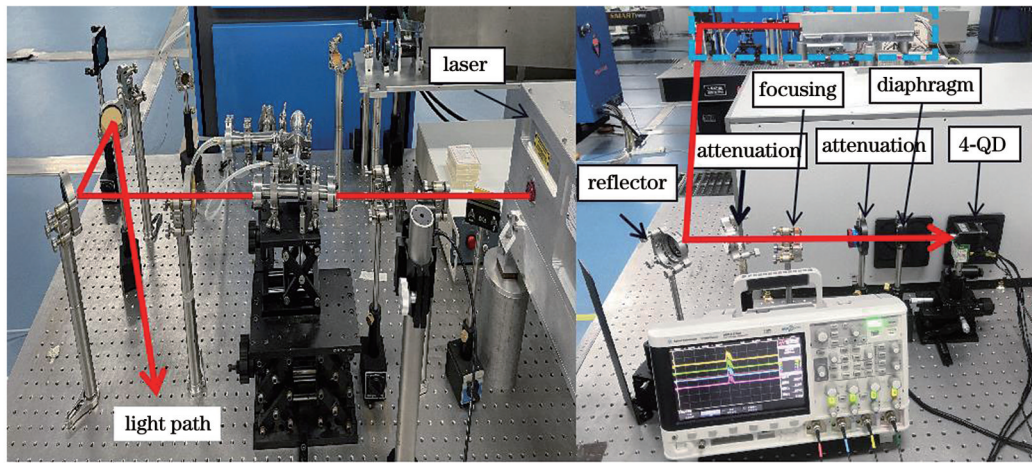 laser
light path
reflector
attenuation
focusing
attenuation
diaphragm
4-QD